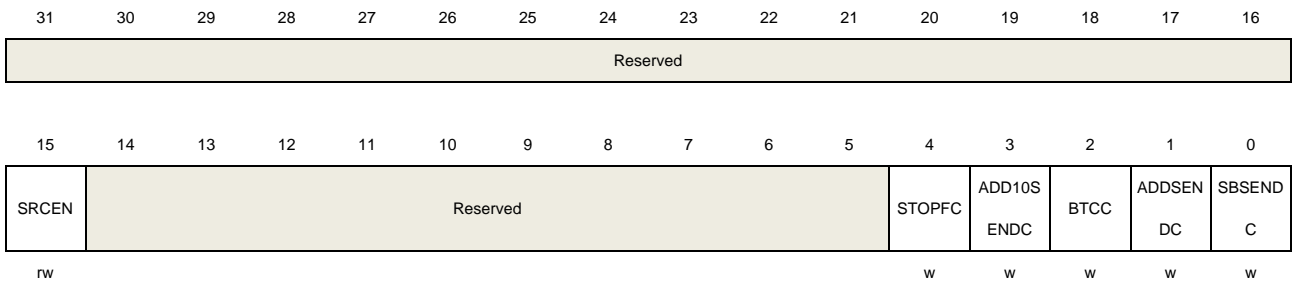 31 30 29 28 27 26 25 24 23 22 21 20 19 18 17 16
Reserved
15 14 13 12 11 10 9 8 7 6 5 4 3 2 1 0
SRCEN Reserved STOPFC ADD10S ENDC BTCC ADDSEN DC SBSEND C
rw w w w w w